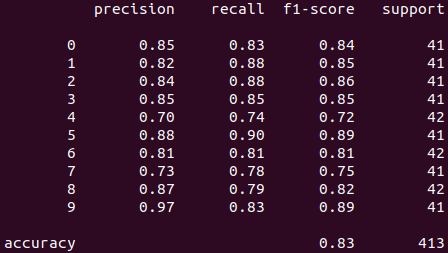 precision recall f1-score support
0 0.85 0.83 0.84 41
1 0.82 0.88 0.85 41
2 0.84 0.88 0.86 41
3 0.85 0.85 0.85 41
4 0.70 0.74 0.72 42
5 0.88 0.90 0.89 41
6 0.81 0.81 0.81 42
7 0.73 0.78 0.75 41
8 0.87 0.79 0.82 42
9 0.97 0.83 0.89 41
accuracy 0.83 413